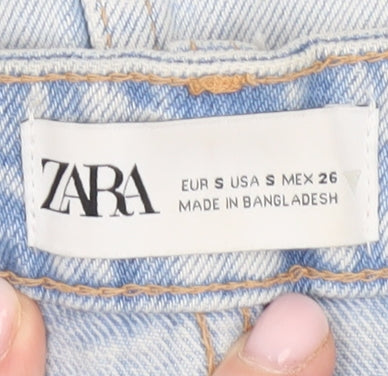 ZARA
EUR S USA S MEX 26
MADE IN BANGLADESH